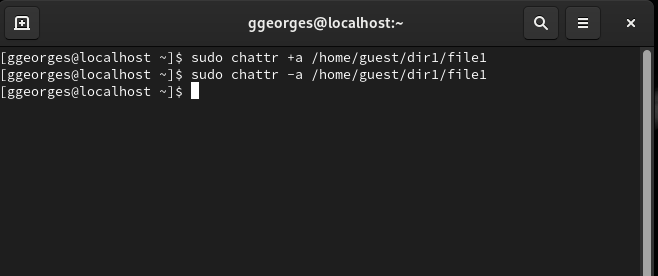 ggeorges@localhost:~
[ggeorges@localhost ~]$ sudo chattr +a /home/guest/dir1/file1
[ggeorges@localhost ~]$ sudo chattr -a /home/guest/dir1/file1
[ggeorges@localhost ~]$